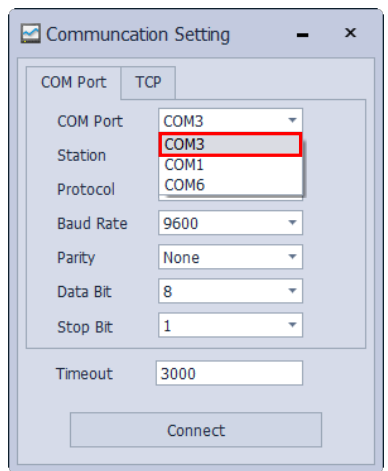 Communcation Setting
COM Port TCP
COM Port COM3
COM3
Station
COM1
Protocol COM6
Baud Rate 9600
Parity None
Data Bit 8
Stop Bit 1
Timeout 3000
Connect